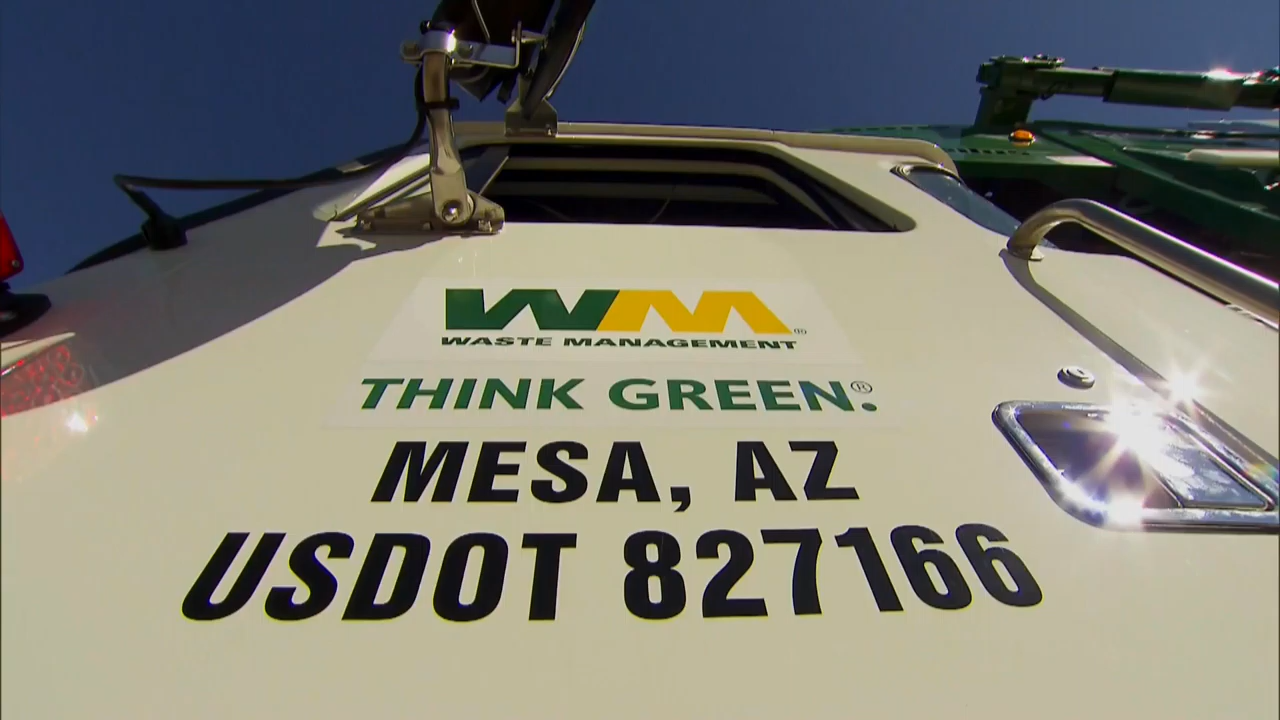 WM®
WASTE MANAGEMENT
THINK GREEN.®
MESA, AZ
USDOT 827166